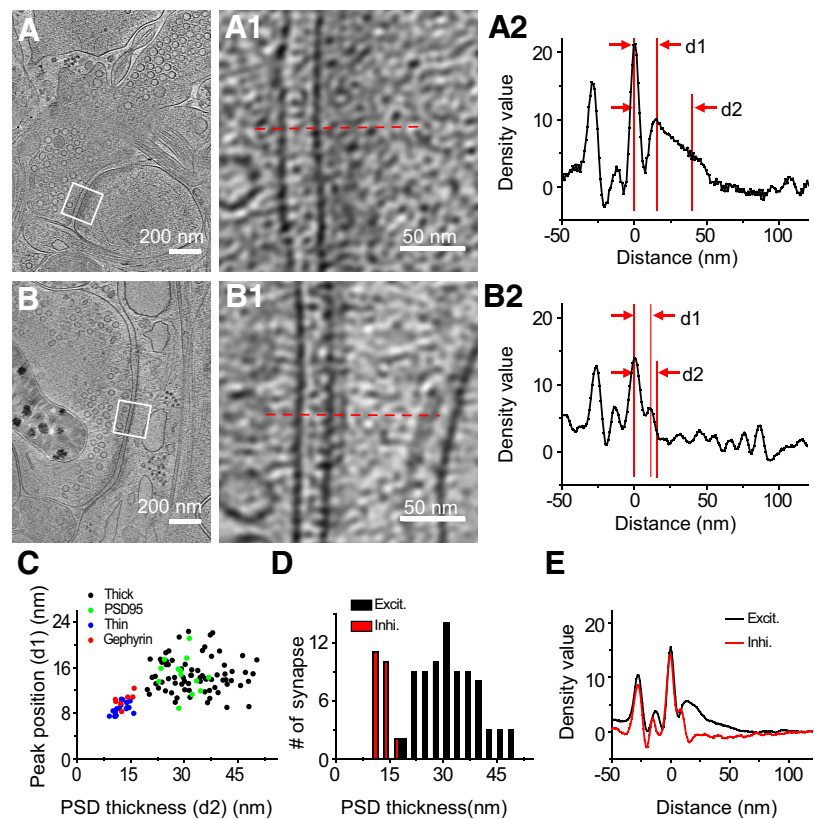 A
200 nm
A1
50 nm
A2
Density value
20
10
0
d1
d2
-50
0
50
100
Distance (nm)
B
200 nm
B1
50 nm
B2
Density value
20
10
0
d1
d2
-50
0
50
100
Distance (nm)
C
Thick
PSD95
Thin
Gephyrin
Peak position (d1) (nm)
24
16
8
0
0
15
30
45
PSD thickness (d2) (nm)
D
Excit.
Inhi.
# of synapse
12
6
0
0
15
30
45
PSD thickness(nm)
E
Excit.
Inhi.
Density value
20
10
0
-50
0
50
100
Distance (nm)